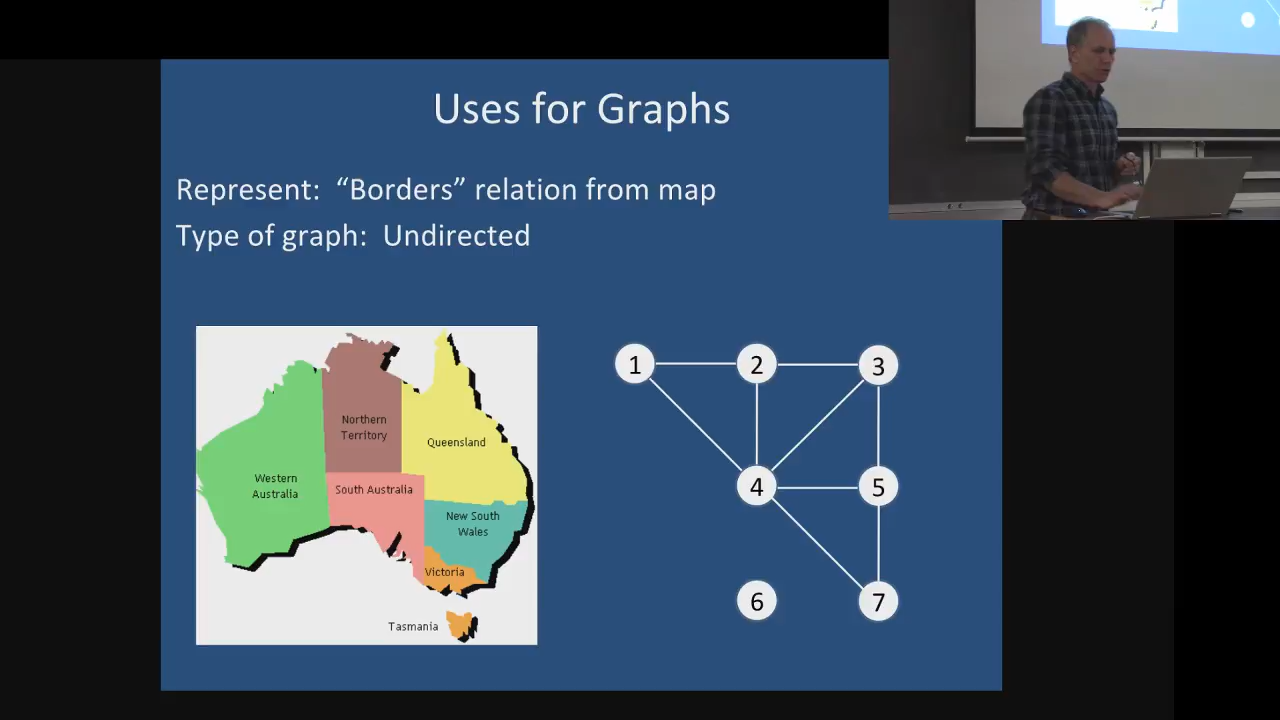 Uses for Graphs
Represent:  “Borders” relation from map
Type of graph:  Undirected
Northern
Territory
Queensland
Western
Australia
South Australia
New South
Wales
Victoria
Tasmania
1
2
3
4
5
6
7